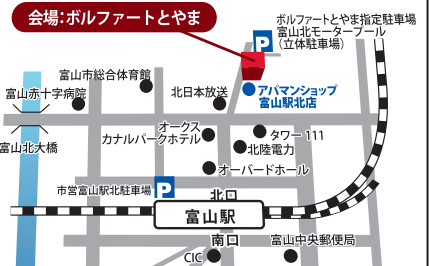 会場:ボルファートとやま
P
ボルファートとやま指定駐車場
富山北モータープール
(立体駐車場)
富山市総合体育館
富山赤十字病院
北日本放送
アパマンショップ
富山駅北店
オークス
カナルパークホテル
タワー111
北陸電力
富山北大橋
オーバードホール
市営富山駅北駐車場
P
北口
富山駅
南口
富山中央郵便局
CIC